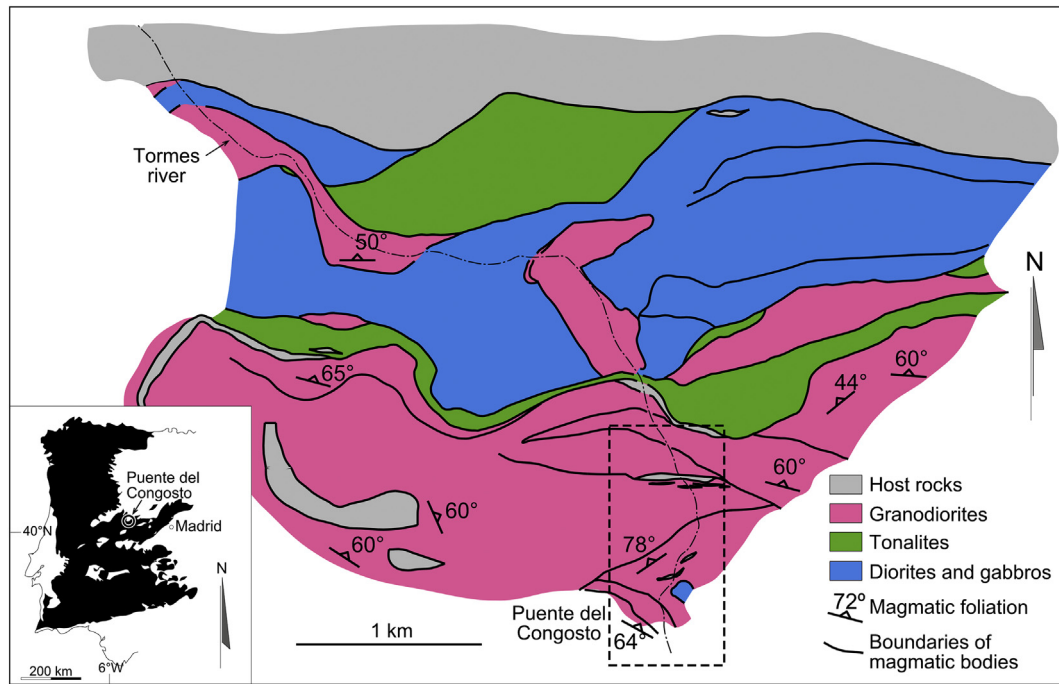 Tormes
river
50°
N
65°
60°
44°
60°
60°
60°
78°
64°
Puente del
Congosto
1 km
Host rocks
Granodiorites
Tonalites
Diorites and gabbros
72° Magmatic foliation
Boundaries of
magmatic bodies
Puente del
Congosto
Madrid
40°N
N
6°W
200 km